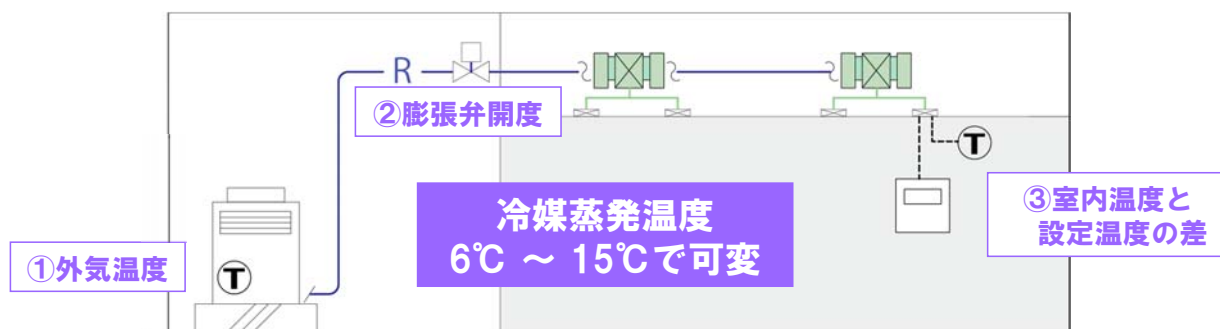 R
②膨張弁開度
T
冷媒蒸発温度
6℃ ～ 15℃で可変
③室内温度と
設定温度の差
①外気温度
T